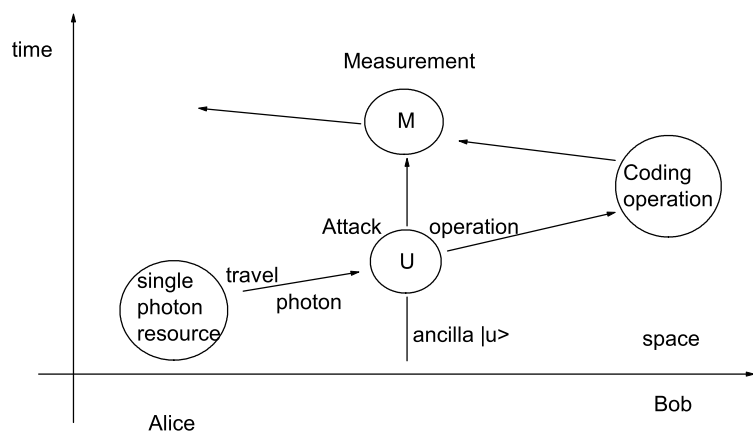 time
Measurement
M
Coding
operation
Attack operation
U
single
photon
resource
travel
photon
ancilla |u>
space
Alice
Bob